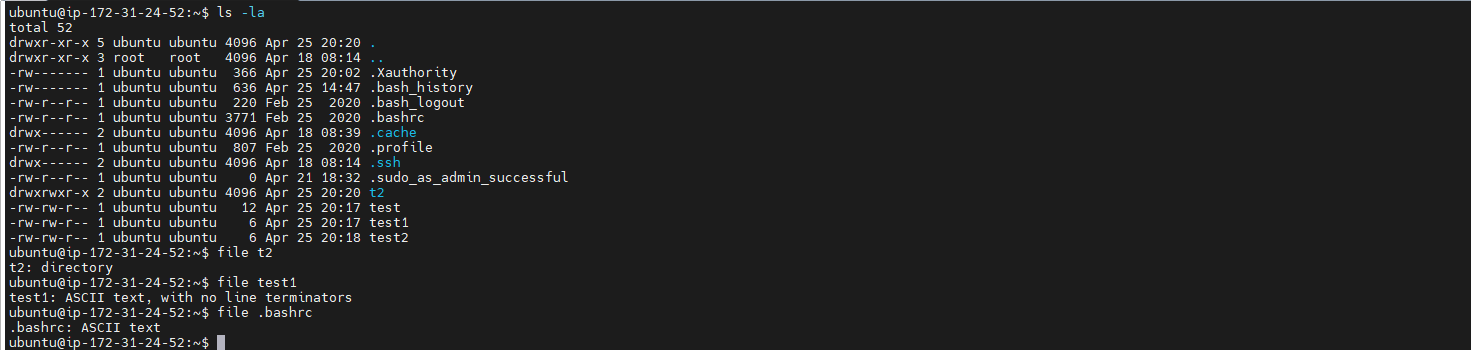 ubuntu@ip-172-31-24-52:~$ ls -la
total 52
drwxr-xr-x 5 ubuntu ubuntu 4096 Apr 25 20:20 .
drwxr-xr-x 3 root   root   4096 Apr 18 08:14 ..
-rw------- 1 ubuntu ubuntu  366 Apr 25 20:02 .Xauthority
-rw------- 1 ubuntu ubuntu  636 Apr 25 14:47 .bash_history
-rw-r--r-- 1 ubuntu ubuntu  220 Feb 25  2020 .bash_logout
-rw-r--r-- 1 ubuntu ubuntu 3771 Feb 25  2020 .bashrc
drwx------ 2 ubuntu ubuntu 4096 Apr 18 08:39 .cache
-rw-r--r-- 1 ubuntu ubuntu  807 Feb 25  2020 .profile
drwx------ 2 ubuntu ubuntu 4096 Apr 18 08:14 .ssh
-rw-r--r-- 1 ubuntu ubuntu    0 Apr 21 18:32 .sudo_as_admin_successful
drwxrwxr-x 2 ubuntu ubuntu 4096 Apr 25 20:20 t2
-rw-rw-r-- 1 ubuntu ubuntu   12 Apr 25 20:17 test
-rw-rw-r-- 1 ubuntu ubuntu    6 Apr 25 20:17 test1
-rw-rw-r-- 1 ubuntu ubuntu    6 Apr 25 20:18 test2
ubuntu@ip-172-31-24-52:~$ file t2
t2: directory
ubuntu@ip-172-31-24-52:~$ file test1
test1: ASCII text, with no line terminators
ubuntu@ip-172-31-24-52:~$ file .bashrc
.bashrc: ASCII text
ubuntu@ip-172-31-24-52:~$